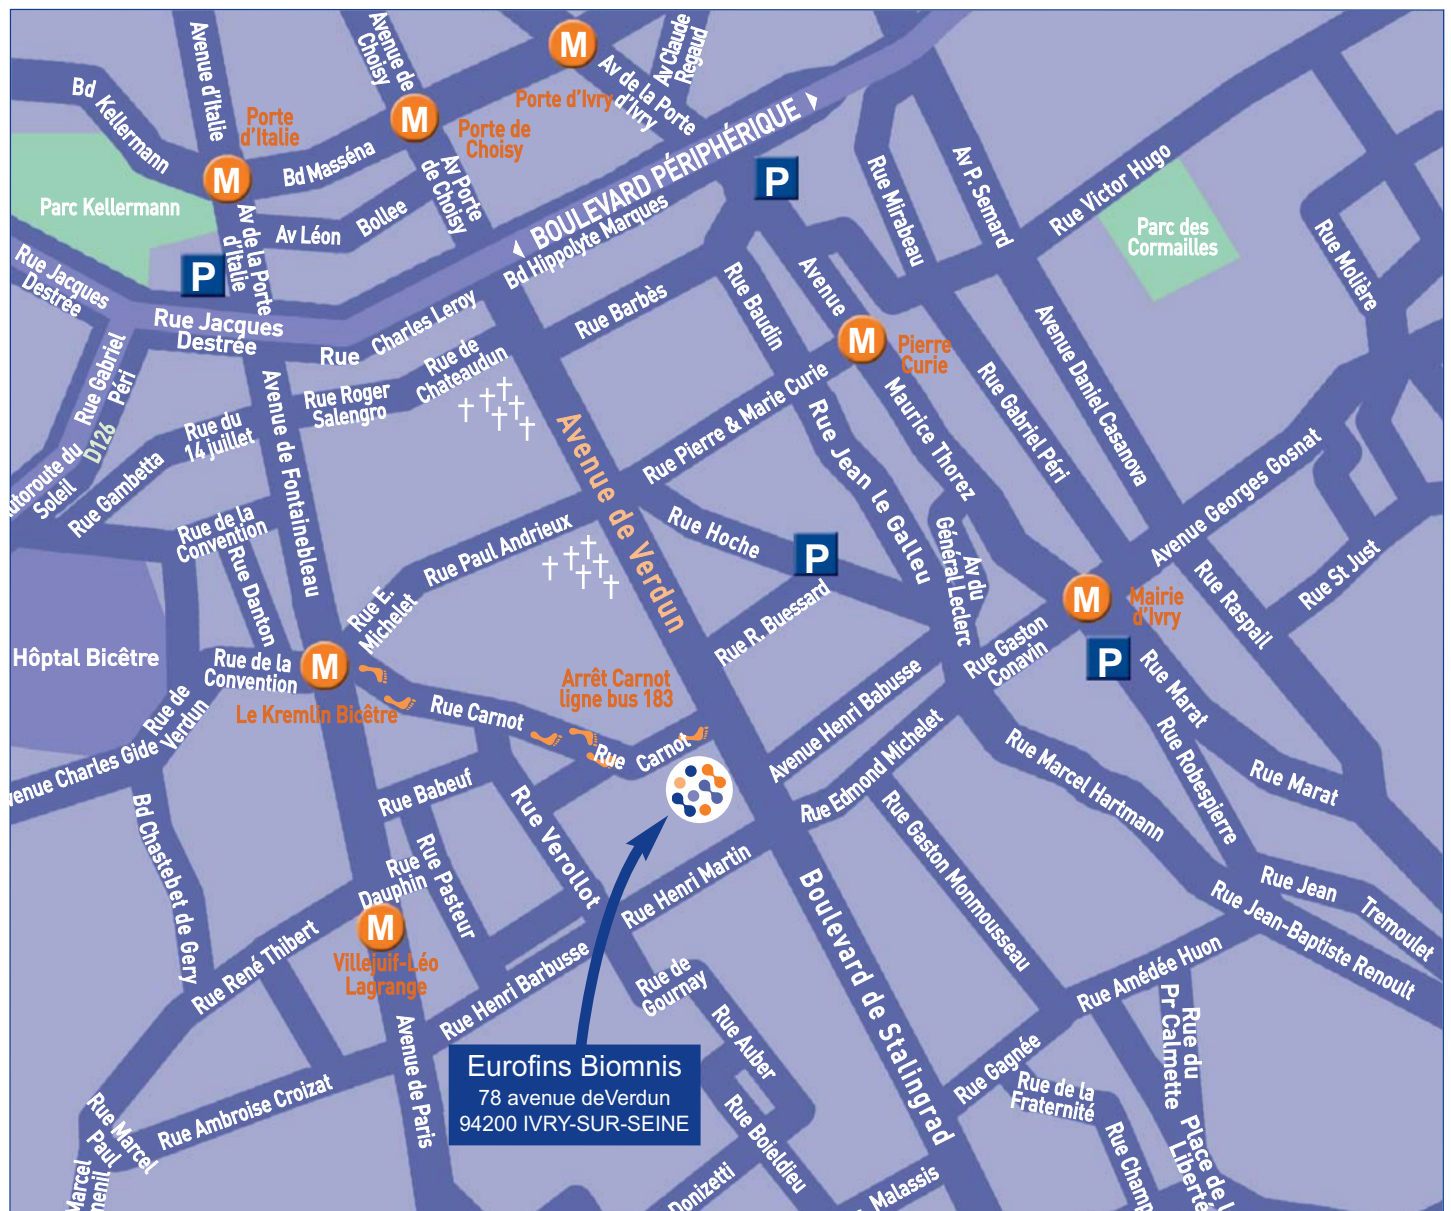 Avenue d'Italie
Avenue de
Choisy
M
Av Claude
Regaud
Av de la Porte
d'Ivry
Porte d'Ivry
Bd Kellermann
Porte
d'Italie
M
Porte de
Choisy
M
Bd Masséna
Av Porte
de Choisy
BOULEVARD PÉRIPHÉRIQUE
Bd Hippolyte Marques
P
Parc Kellermann
Av Léon Bollee
Av de la Porte
d'Italie
P
Rue Jacques
Destrée
Rue Jacques
Destrée
Rue Charles Leroy
Rue Mirabeau
Av P. Semard
Rue Victor Hugo
Parc des
Cormailles
Rue Molière
Rue Barbès
Rue Baudin
Avenue
M
Pierre
Curie
Maurice Thorez
Rue Gabriel Péri
Avenue Daniel Casanova
Rue Gabriel
Péri
D126
Autoroute du
Soleil
Rue Gambetta
Rue du
14 juillet
Rue Roger
Salengro
Rue de
Chateaudun
Avenue de Fontainebleau
Avenue de Verdun
Rue Pierre & Marie Curie
Rue Jean le Galleu
Avenue Georges Gosnat
Rue de la
Convention
Rue Danton
Rue Paul Andrieux
Rue Hoche
P
Av du
Général Leclerc
Rue R. Buessard
Rue E.
Michelet
M
Mairie
d'Ivry
P
Rue Raspail
Rue St Just
Rue Gaston
Conavin
Hôptal Bicêtre
Rue de la
Convention
M
Le Kremlin Bicêtre
Rue de
Verdun
Avenue Charles Gide
Rue Carnot
Arrêt Carnot
ligne bus 183
Rue Carnot
Avenue Henri Babusse
Rue Edmond Michelet
Rue Marat
Rue Robespierre
Rue Marcel Hartmann
Rue Marat
Rue Babeuf
Rue Verollot
Bd Chastebet de Gery
Rue
Dauphin
Rue Pasteur
M
Villejuif-Léo
Lagrange
Rue René Thibert
Rue Henri Martin
Rue Henri Barbusse
Rue Gaston Monmousseau
Boulevard de Stalingrad
Rue Jean Tremoulet
Rue Jean-Baptiste Renoult
Rue Amédée Huon
Rue de
Gournay
Rue Auber
Rue Gagnée
Rue du
Pr Calmette
Rue de la
Fraternité
Avenue de Paris
Eurofins Biomnis
78 avenue deVerdun
94200 IVRY-SUR-SEINE
Rue Ambroise Croizat
Rue Marcel
Paul
Marcel
Rue Boieldieu
Donizetti
Malassis
Rue Champ
Place de l
Liberté